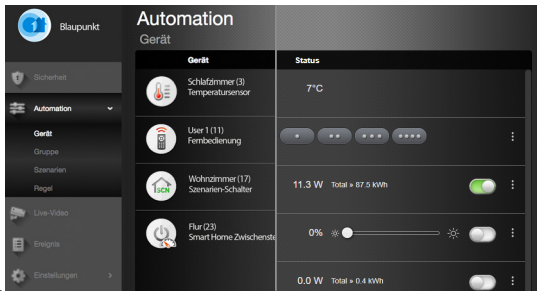 Blaupunkt
Automation
Gerät
Gerät
Status
Sicherheit
Automation
Gerät
Gruppe
Szenarien
Regel
Live-Video
Ereignis
Einstellungen
Schlafzimmer (3)
Temperatursensor
7°C
User 1 (11)
Fernbedienung
Wohnzimmer (17)
Szenarien-Schalter
SCN
11.3 W Total » 87.5 kWh
Flur (23)
Smart Home Zwischenste
0%
0.0 W Total » 0.4 kWh